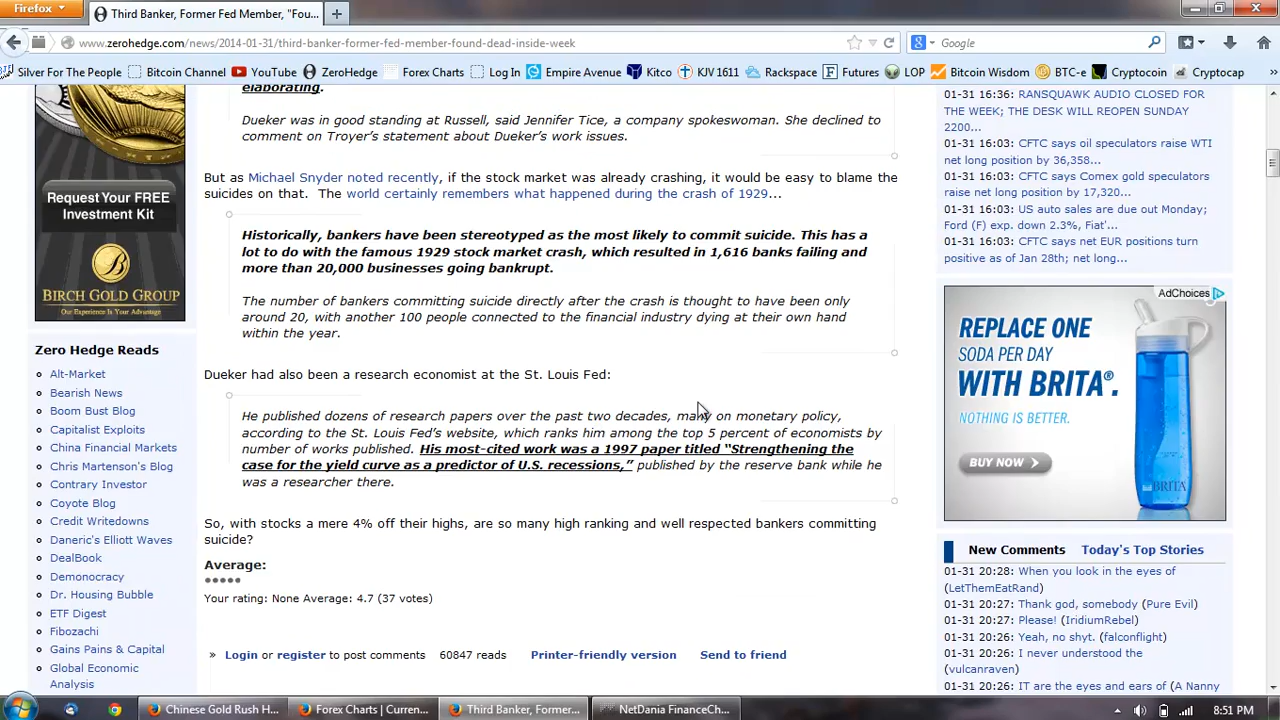 Firefox
Third Banker, Former Fed Member, "Fou...
www.zerohedge.com/news/2014-01-31/third-banker-former-fed-member-found-dead-inside-week
Google
Silver For The People
Bitcoin Channel
YouTube
ZeroHedge
Forex Charts
Log In
Empire Avenue
Kitco
KJV 1611
Rackspace
Futures
LOP
Bitcoin Wisdom
BTC-e
Cryptocoin
Cryptocap
»
Request Your FREE
Investment Kit
BIRCH GOLD GROUP
Our Experience Is Your Advantage
Zero Hedge Reads
Alt-Market
Bearish News
Boom Bust Blog
Capitalist Exploits
China Financial Markets
Chris Martenson's Blog
Contrary Investor
Coyote Blog
Credit Writedowns
Daneric's Elliott Waves
DealBook
Demonocracy
Dr. Housing Bubble
ETF Digest
Fibozachi
Gains Pains & Capital
Global Economic
Analysis
elaborating.
Dueker was in good standing at Russell, said Jennifer Tice, a company spokeswoman. She declined to
comment on Troyer's statement about Dueker's work issues.
But as Michael Snyder noted recently, if the stock market was already crashing, it would be easy to blame the
suicides on that. The world certainly remembers what happened during the crash of 1929...
Historically, bankers have been stereotyped as the most likely to commit suicide. This has a
lot to do with the famous 1929 stock market crash, which resulted in 1,616 banks failing and
more than 20,000 businesses going bankrupt.
The number of bankers committing suicide directly after the crash is thought to have been only
around 20, with another 100 people connected to the financial industry dying at their own hand
within the year.
Dueker had also been a research economist at the St. Louis Fed:
He published dozens of research papers over the past two decades, many on monetary policy,
according to the St. Louis Fed's website, which ranks him among the top 5 percent of economists by
number of works published. His most-cited work was a 1997 paper titled "Strengthening the
case for the yield curve as a predictor of U.S. recessions," published by the reserve bank while he
was a researcher there.
So, with stocks a mere 4% off their highs, are so many high ranking and well respected bankers committing
suicide?
Average:
Your rating: None Average: 4.7 (37 votes)
» Login or register to post comments 60847 reads Printer-friendly version Send to friend
01-31 16:36: RANSQUAWK AUDIO CLOSED FOR
THE WEEK; THE DESK WILL REOPEN SUNDAY
2200...
01-31 16:03: CFTC says oil speculators raise WTI
net long position by 36,358...
01-31 16:03: CFTC says Comex gold speculators
raise net long position by 17,320...
01-31 16:03: US auto sales are due out Monday;
Ford (F) exp. down 2.3%, Fiat'...
01-31 16:03: CFTC says net EUR positions turn
positive as of Jan 28th; net long...
AdChoices
REPLACE ONE
SODA PER DAY
WITH BRITA®.
NOTHING IS BETTER.
BUY NOW
BRITA
New Comments Today's Top Stories
01-31 20:28: When you look in the eyes of
(LetThemEatRand)
01-31 20:27: Thank god, somebody (Pure Evil)
01-31 20:27: Please! (IridiumRebel)
01-31 20:26: Yeah, no shyt. (falconflight)
01-31 20:26: I never understood the
(vulcanraven)
01-31 20:26: IT are the eyes and ears of (A Nanny
Chinese Gold Rush H...
Forex Charts | Curren...
Third Banker, Former...
NetDania FinanceCh...
8:51 PM